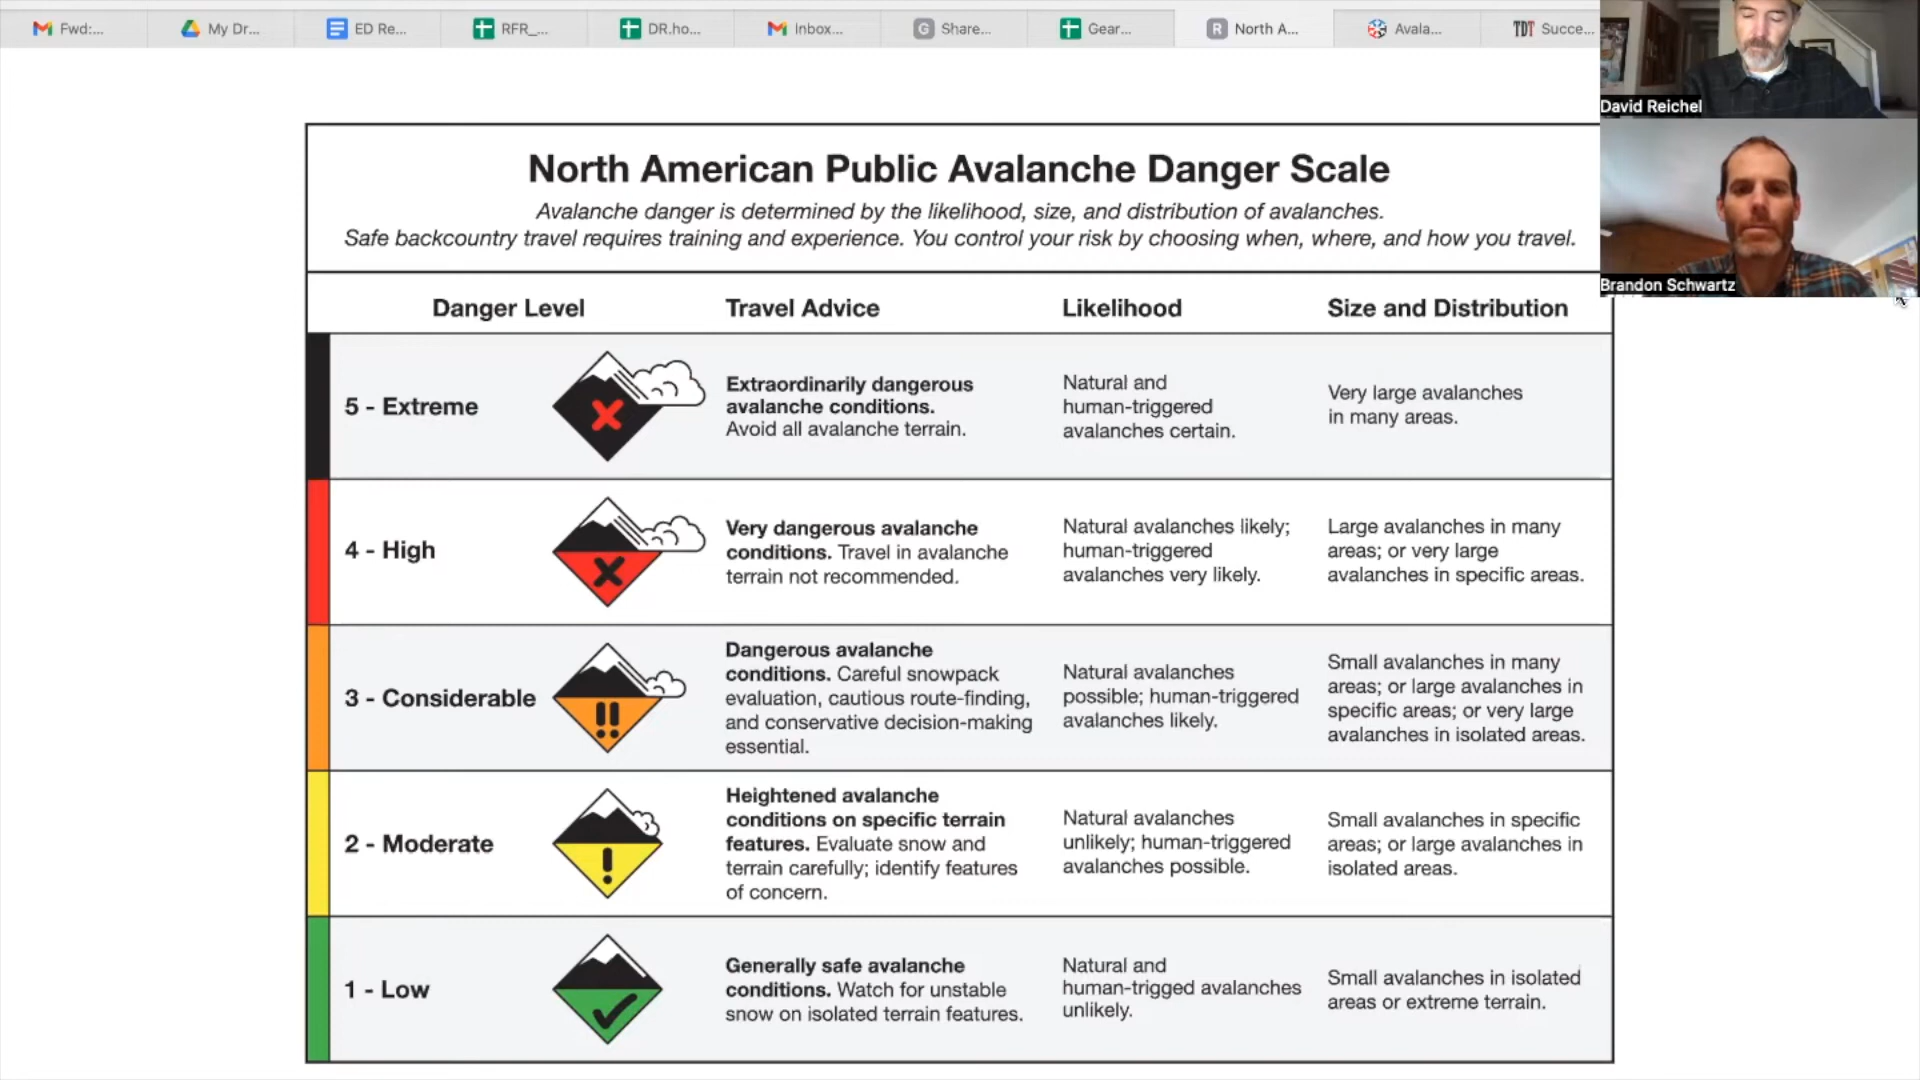 Fwd:...
My Dr...
ED Re...
RFR_...
DR.ho...
Inbox...
G
Share...
Gear...
R
North A...
Avala...
TDT
Succe...
David Reichel
Brandon Schwartz
North American Public Avalanche Danger Scale
Avalanche danger is determined by the likelihood, size, and distribution of avalanches.
Safe backcountry travel requires training and experience. You control your risk by choosing when, where, and how you travel.
Danger Level
Travel Advice
Likelihood
Size and Distribution
5 - Extreme
Extraordinarily dangerous
avalanche conditions.
Avoid all avalanche terrain.
Natural and
human-triggered
avalanches certain.
Very large avalanches
in many areas.
4 - High
Very dangerous avalanche
conditions. Travel in avalanche
terrain not recommended.
Natural avalanches likely;
human-triggered
avalanches very likely.
Large avalanches in many
areas; or very large
avalanches in specific areas.
3 - Considerable
!!
Dangerous avalanche
conditions. Careful snowpack
evaluation, cautious route-finding,
and conservative decision-making
essential.
Natural avalanches
possible; human-triggered
avalanches likely.
Small avalanches in many
areas; or large avalanches in
specific areas; or very large
avalanches in isolated areas.
2 - Moderate
!
Heightened avalanche
conditions on specific terrain
features. Evaluate snow and
terrain carefully; identify features
of concern.
Natural avalanches
unlikely; human-triggered
avalanches possible.
Small avalanches in specific
areas; or large avalanches in
isolated areas.
1 - Low
Generally safe avalanche
conditions. Watch for unstable
snow on isolated terrain features.
Natural and
human-trigged avalanches
unlikely.
Small avalanches in isolated
areas or extreme terrain.